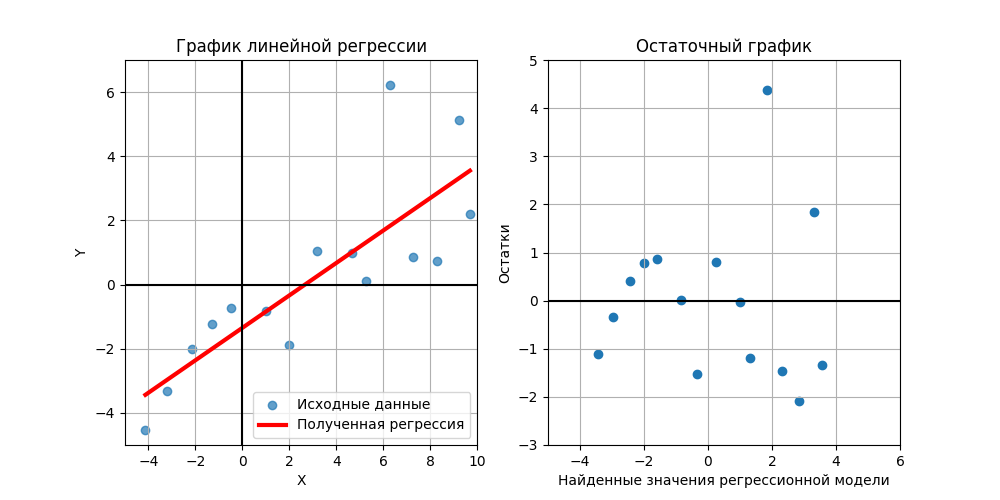 График линейной регрессии
6
4
2
0
−2
−4
Y
−4 −2 0 2 4 6 8 10
X
Исходные данные
Полученная регрессия
Остаточный график
5
4
3
2
1
0
−1
−2
−3
Остатки
−4 −2 0 2 4 6
Найденные значения регрессионной модели